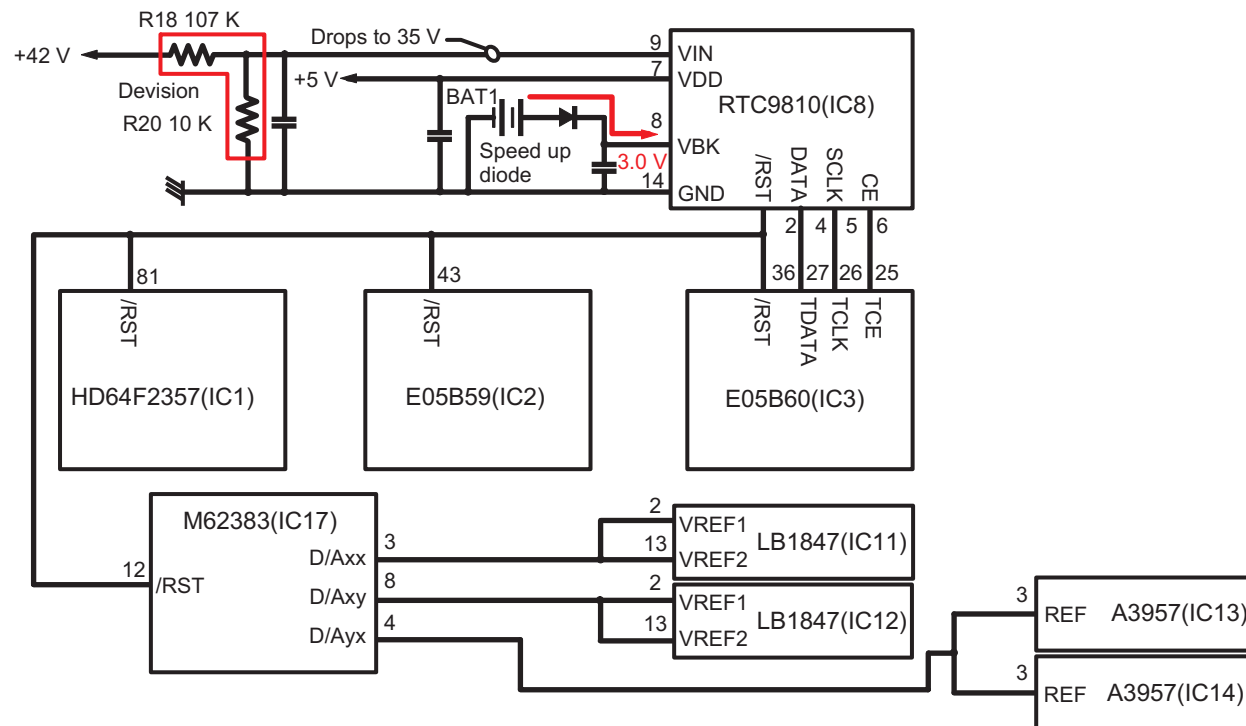 R18 107 K
+42 V
Drops to 35 V
9
VIN
7
VDD
+5 V
RTC9810(IC8)
Devision
R20 10 K
BAT1
8
VBK
Speed up
diode
3.0 V
14
GND
/RST
DATA
SCLK
CE
2
4
5
6
81
43
36
27
26
25
/RST
/RST
/RST
TDATA
TCLK
TCE
HD64F2357(IC1)
E05B59(IC2)
E05B60(IC3)
M62383(IC17)
12
/RST
D/Axx
3
D/Axy
8
D/Ayx
4
2
VREF1
13
VREF2
LB1847(IC11)
2
VREF1
13
VREF2
LB1847(IC12)
3
REF
A3957(IC13)
3
REF
A3957(IC14)